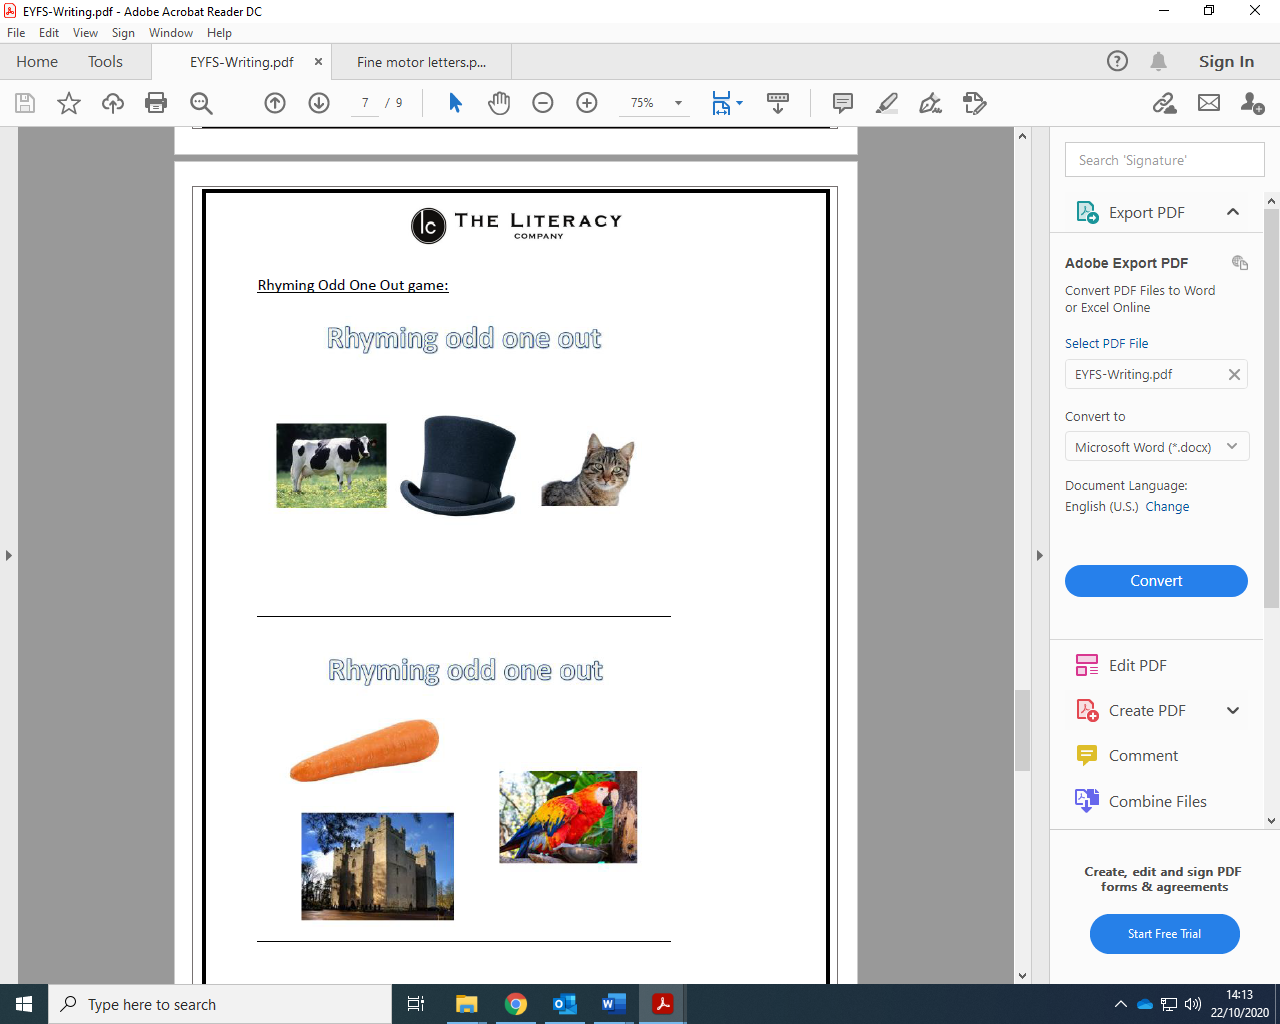 EYFS-Writing.pdf - Adobe Acrobat Reader DC
File Edit View Sign Window Help
Home Tools EYFS-Writing.pdf × Fine motor letters.p... Sign In
7 / 9 75%
lc THE LITERACY
COMPANY
Rhyming Odd One Out game:
Rhyming odd one out
Rhyming odd one out
Search 'Signature'
Export PDF
Adobe Export PDF
Convert PDF Files to Word
or Excel Online
Select PDF File
EYFS-Writing.pdf
Convert to
Microsoft Word (*.docx)
Document Language:
English (U.S.) Change
Convert
Edit PDF
Create PDF
Comment
Combine Files
Create, edit and sign PDF
forms & agreements
Start Free Trial
Type here to search
14:13
22/10/2020